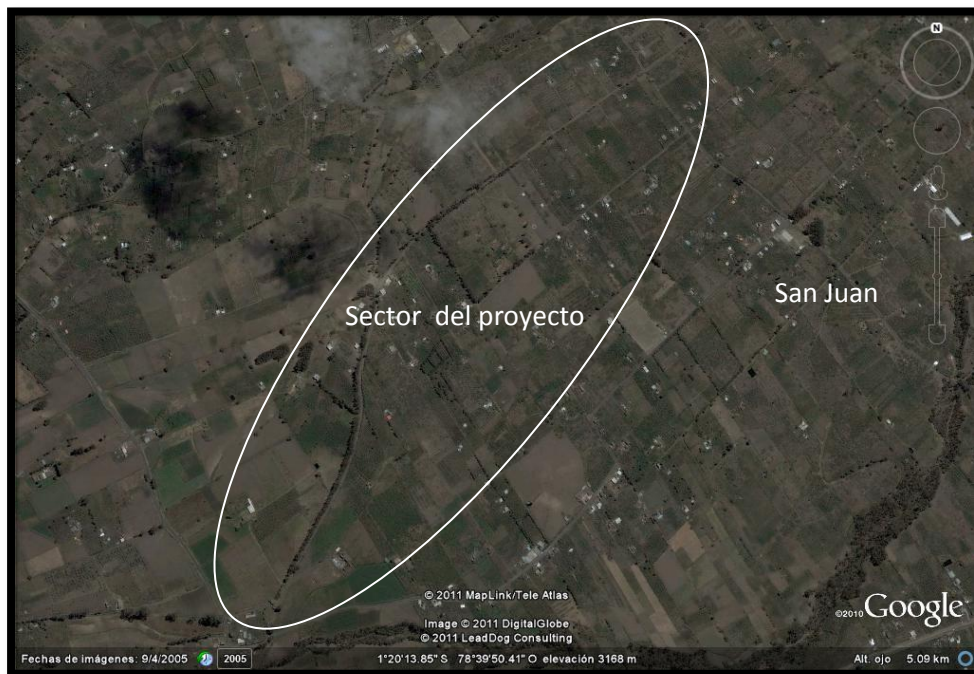 N
Sector del proyecto
San Juan
© 2011 MapLink/Tele Atlas
Image © 2011 DigitalGlobe
© 2011 LeadDog Consulting
©2010 Google
Fechas de imágenes: 9/4/2005 2005 1°20'13.85" S 78°39'50.41" O elevación 3168 m Alt. ojo 5.09 km